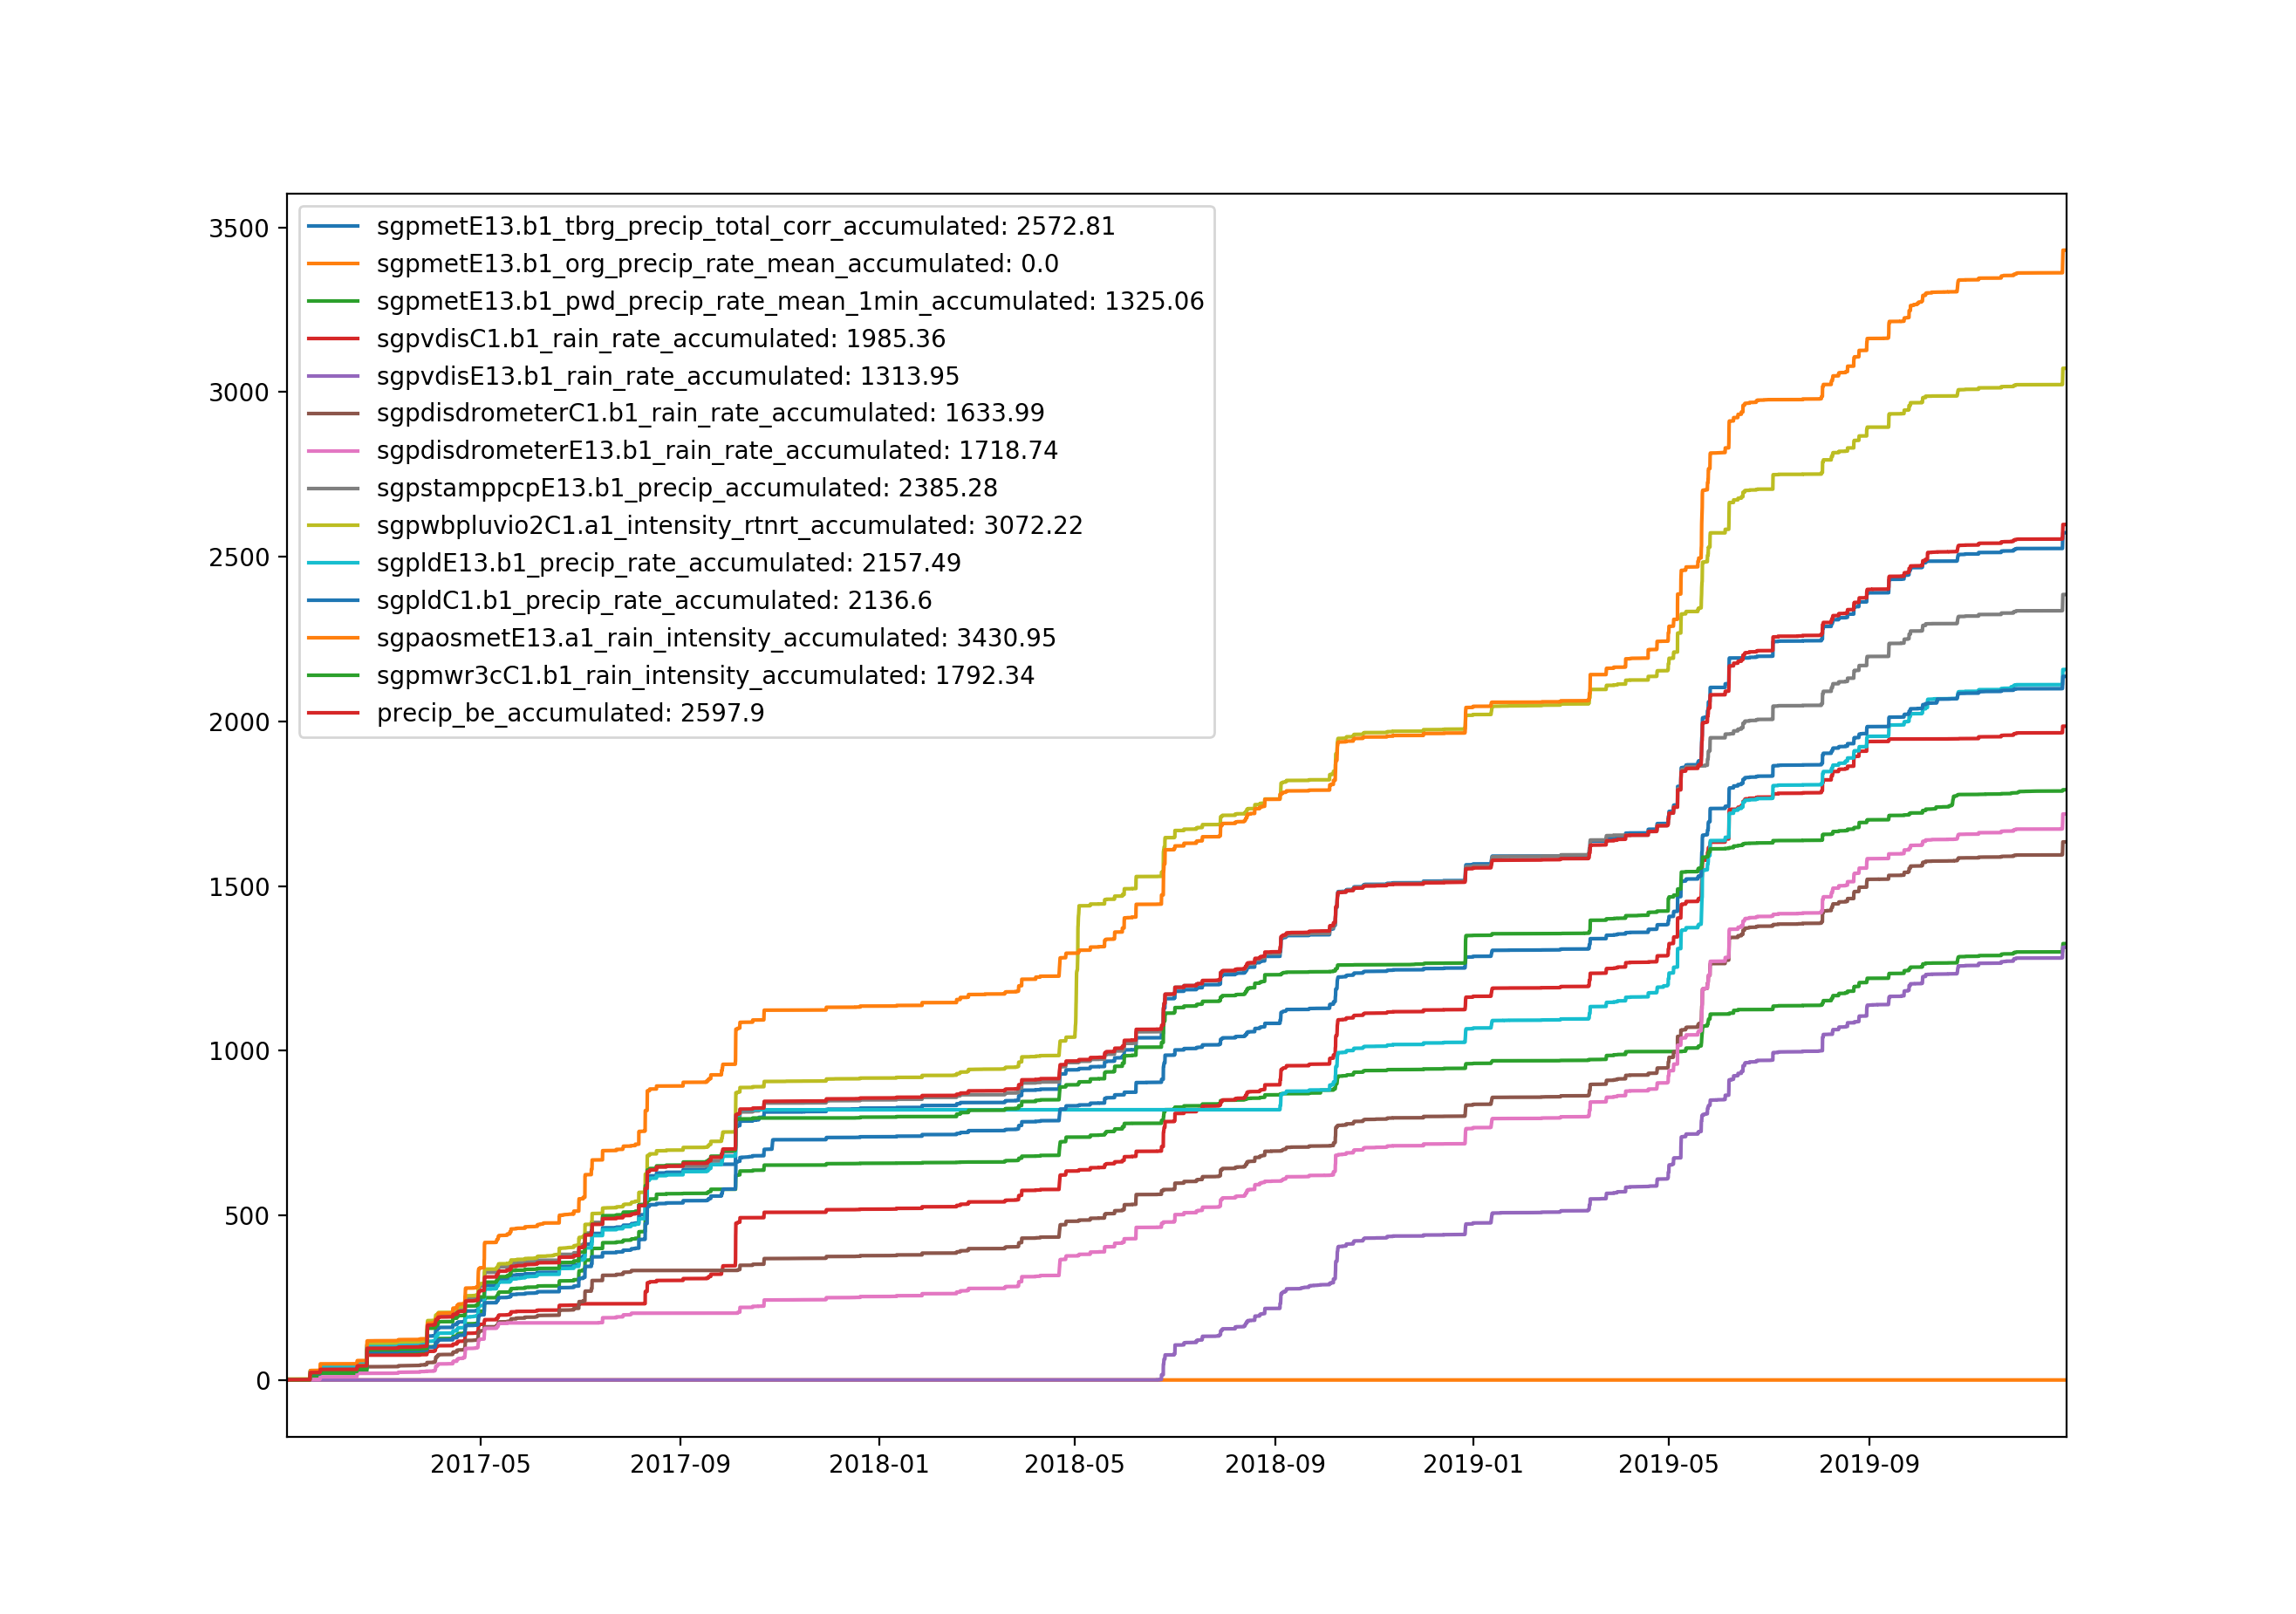 3500
3000
2500
2000
1500
1000
500
0
sgpmetE13.b1_tbrg_precip_total_corr_accumulated: 2572.81
sgpmetE13.b1_org_precip_rate_mean_accumulated: 0.0
sgpmetE13.b1_pwd_precip_rate_mean_1min_accumulated: 1325.06
sgpvdisC1.b1_rain_rate_accumulated: 1985.36
sgpvdisE13.b1_rain_rate_accumulated: 1313.95
sgpdisdrometerC1.b1_rain_rate_accumulated: 1633.99
sgpdisdrometerE13.b1_rain_rate_accumulated: 1718.74
sgpstamppcpE13.b1_precip_accumulated: 2385.28
sgpwbpluvio2C1.a1_intensity_rtnrt_accumulated: 3072.22
sgpldE13.b1_precip_rate_accumulated: 2157.49
sgpldC1.b1_precip_rate_accumulated: 2136.6
sgpaosmetE13.a1_rain_intensity_accumulated: 3430.95
sgpmwr3cC1.b1_rain_intensity_accumulated: 1792.34
precip_be_accumulated: 2597.9
2017-05 2017-09 2018-01 2018-05 2018-09 2019-01 2019-05 2019-09